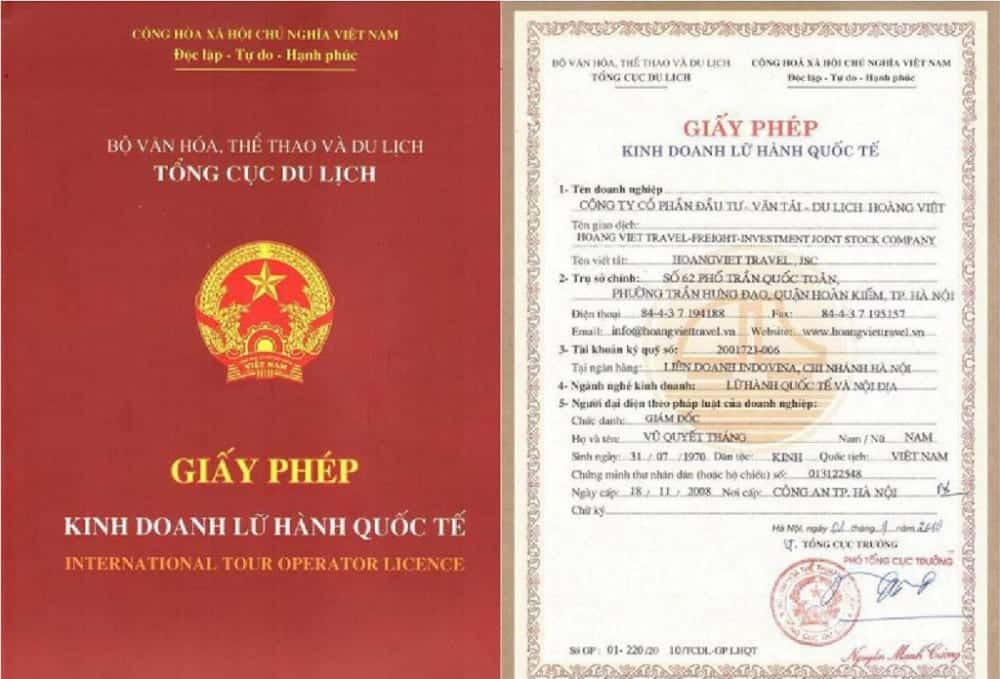 CỘNG HÒA XÃ HỘI CHỦ NGHĨA VIỆT NAM
Độc lập - Tự do - Hạnh phúc
BỘ VĂN HÓA, THỂ THAO VÀ DU LỊCH
TỔNG CỤC DU LỊCH
VIỆT NAM
GIẤY PHÉP
KINH DOANH LỮ HÀNH QUỐC TẾ
INTERNATIONAL TOUR OPERATOR LICENCE
BỘ VĂN HÓA, THỂ THAO VÀ DU LỊCH
TỔNG CỤC DU LỊCH
CỘNG HOÀ XÃ HỘI CHỦ NGHĨA VIỆT NAM
Độc lập - Tự do - Hạnh phúc
GIẤY PHÉP
KINH DOANH LỮ HÀNH QUỐC TẾ
1- Tên doanh nghiệp
CÔNG TY CỔ PHẦN ĐẦU TƯ - VẬN TẢI - DU LỊCH HOÀNG VIỆT
Tên giao dịch:
HOANG VIET TRAVEL-FREIGHT-INVESTMENT JOINT STOCK COMPANY
Tên viết tắt: HOANGVIET TRAVEL., JSC
2- Trụ sở chính: SỐ 62 PHỐ TRẦN QUỐC TOẢN,
PHƯỜNG TRẦN HƯNG ĐẠO, QUẬN HOÀN KIẾM, TP. HÀ NỘI
Điện thoại 84-4-3 7 194188 Fax: 84-4-3 7 195157
Email: info@hoangviettravel.vn Website: www.hoangviettravel.vn
3- Tài khoản ký quỹ số: 2001723-006
Tại ngân hàng: LIÊN DOANH INDOVINA, CHI NHÁNH HÀ NỘI
4- Ngành nghề kinh doanh: LỮ HÀNH QUỐC TẾ VÀ NỘI ĐỊA
5- Người đại diện theo pháp luật của doanh nghiệp:
Chức danh: GIÁM ĐỐC
Họ và tên: VŨ QUYẾT THẮNG Nam / Nữ NAM
Sinh ngày: 31 / 07 /1970 Dân tộc: KINH Quốc tịch: VIỆT NAM
Chứng minh thư nhân dân (hoặc hộ chiếu) số: 013122548
Ngày cấp: 18 / 11 / 2008 Nơi cấp: CÔNG AN TP. HÀ NỘI
Chữ ký
Hà Nội, ngày tháng năm
TỔNG CỤC TRƯỞNG
PHÓ TỔNG CỤC TRƯỞNG
Số GP: 01- 220/20 10/TCDL-GP LHQT
Nguyễn Mạnh Cường